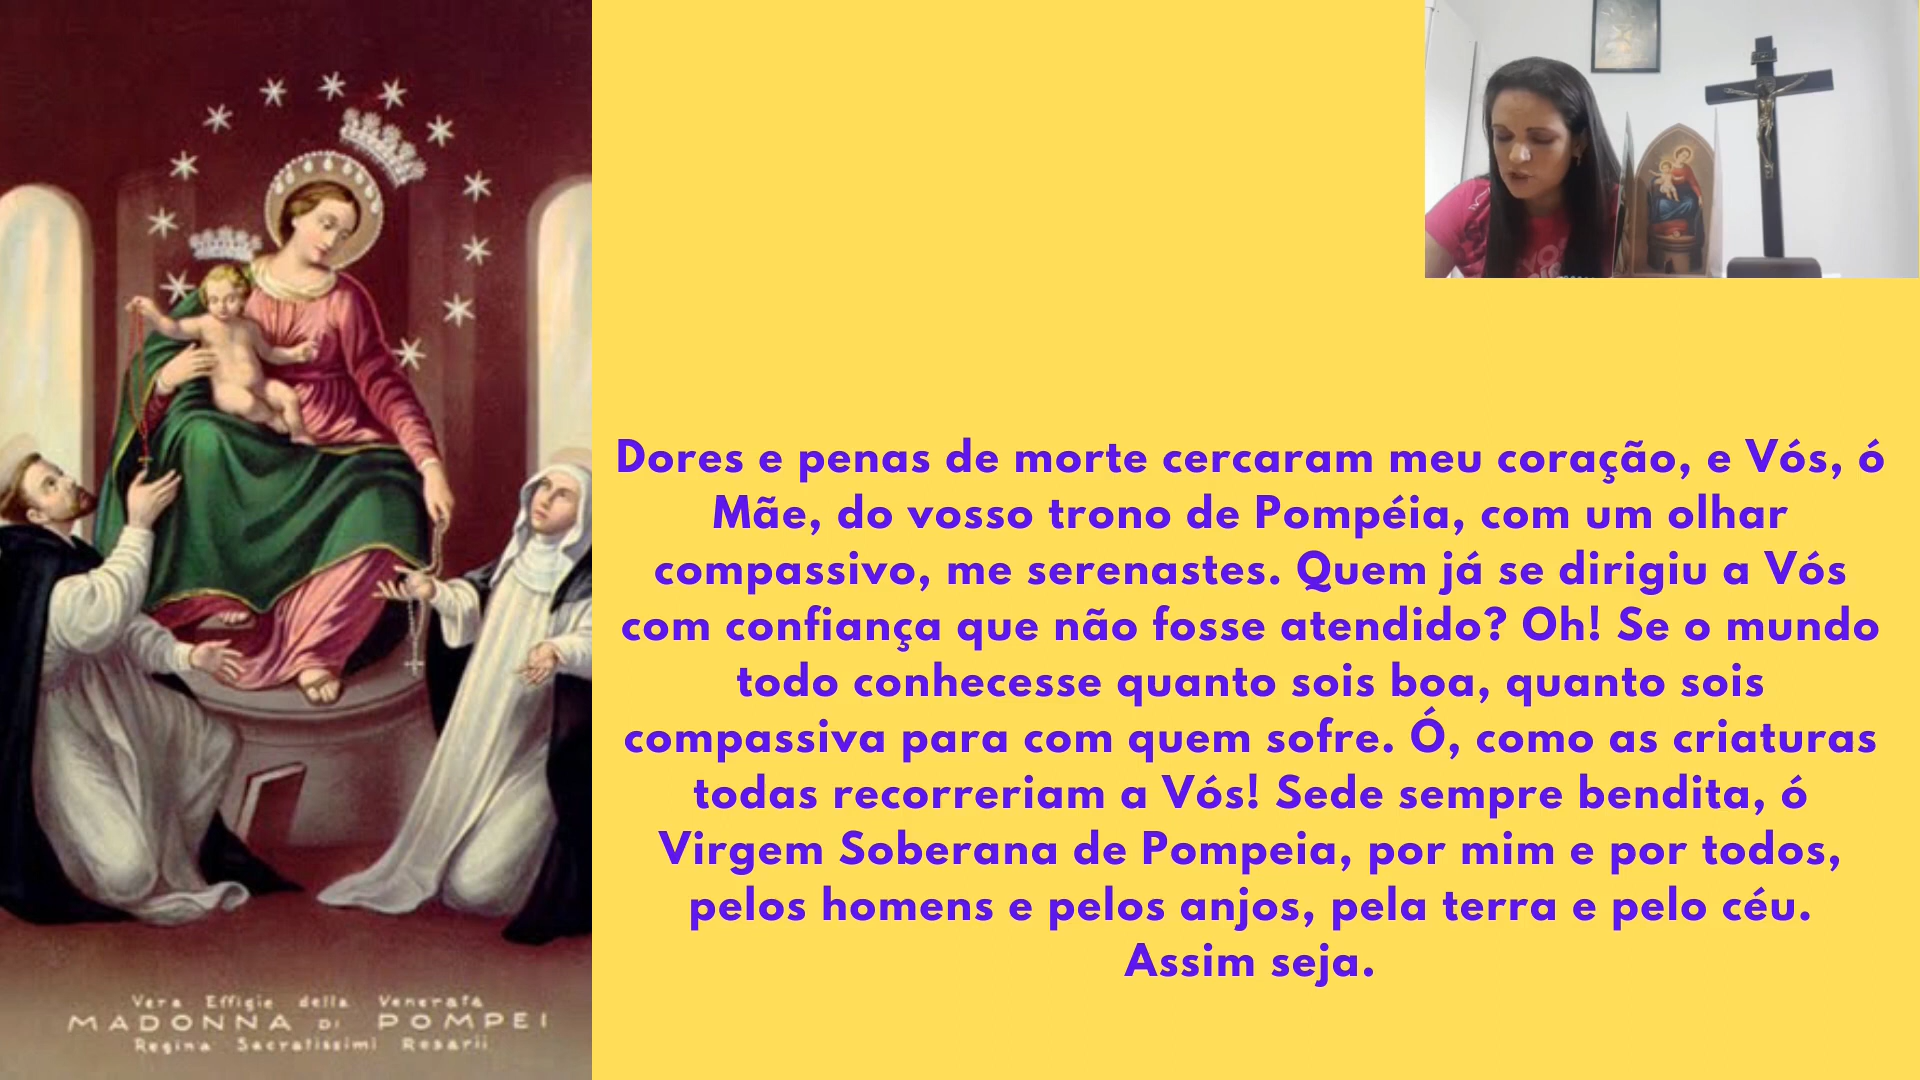 Dores e penas de morte cercaram meu coração, e Vós, ó
Mãe, do vosso trono de Pompéia, com um olhar
compassivo, me serenastes. Quem já se dirigiu a Vós
com confiança que não fosse atendido? Oh! Se o mundo
todo conhecesse quanto sois boa, quanto sois
compassiva para com quem sofre. Ó, como as criaturas
todas recorreriam a Vós! Sede sempre bendita, ó
Virgem Soberana de Pompeia, por mim e por todos,
pelos homens e pelos anjos, pela terra e pelo céu.
Assim seja.
Vera Effigie della Venerata
MADONNA DI POMPEI
Regina Sacratissimi Rosarii